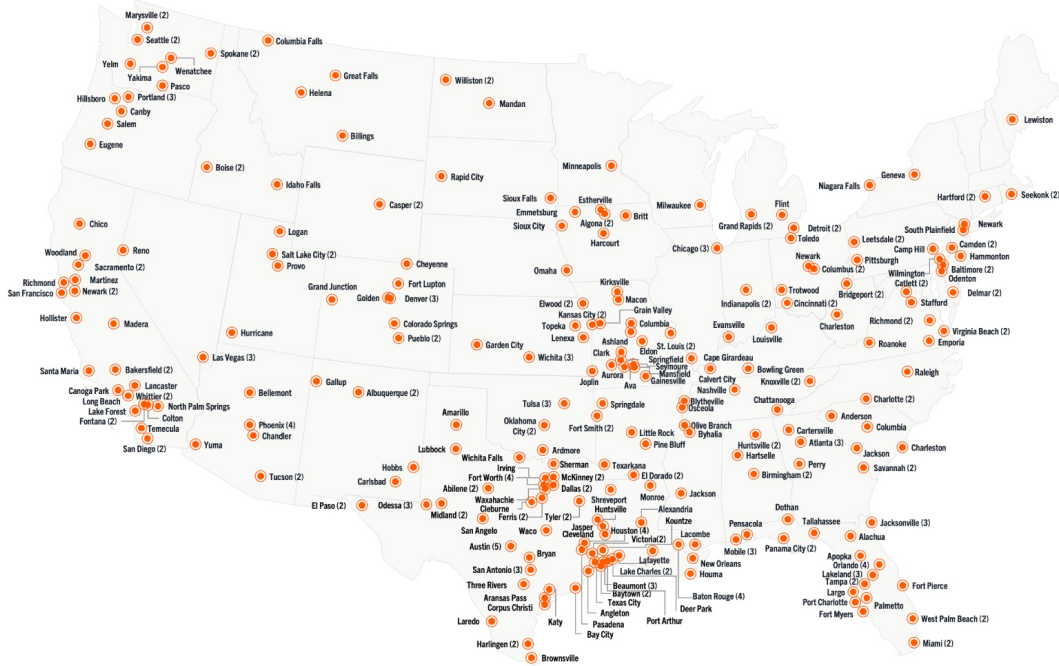 Marysville (2)
Seattle (2)
Columbia Falls
Spokane (2)
Yelm
Wenatchee
Yakima
Great Falls
Williston (2)
Pasco
Helena
Hillsboro
Portland (3)
Mandan
Canby
Salem
Lewiston
Billings
Eugene
Minneapolis
Boise (2)
Geneva
Rapid City
Idaho Falls
Niagara Falls
Hartford (2)
Seekonk (2)
Sioux Falls
Estherville
Casper (2)
Emmetsburg
Milwaukee
Flint
Algona (2)
Britt
Grand Rapids (2)
Chico
Sioux City
Newark
Logan
Harcourt
Detroit (2)
South Plainfield
Toledo
Leetsdale (2)
Reno
Chicago (3)
Camp Hill
Camden (2)
Woodland
Salt Lake City (2)
Hammonton
Sacramento (2)
Provo
Cheyenne
Newark
Pittsburgh
Omaha
Columbus (2)
Wilmington
Baltimore (2)
Richmond
Martinez
Fort Lupton
Kirksville
Catlett (2)
Odenton
San Francisco
Newark (2)
Grand Junction
Golden
Denver (3)
Macon
Indianapolis (2)
Trotwood
Bridgeport (2)
Delmar (2)
Elwood (2)
Grain Valley
Cincinnati (2)
Stafford
Hollister
Kansas City (2)
Charleston
Madera
Colorado Springs
Topeka
Columbia
Richmond (2)
Hurricane
Pueblo (2)
Lenexa
Ashland
Evansville
Louisville
Virginia Beach (2)
Garden City
St. Louis (2)
Roanoke
Emporia
Las Vegas (3)
Wichita (3)
Clark
Eldon
Cape Girardeau
Springfield
Santa Maria
Bakersfield (2)
Seymoure
Bowling Green
Raleigh
Joplin
Aurora
Mansfield
Calvert City
Gallup
Ava
Gainesville
Knoxville (2)
Lancaster
Canoga Park
Bellemont
Albuquerque (2)
Nashville
Whittier (2)
Long Beach
North Palm Springs
Tulsa (3)
Springdale
Blytheville
Chattanooga
Charlotte (2)
Lake Forest
Colton
Amarillo
Osceola
Anderson
Fontana (2)
Oklahoma
City (2)
Fort Smith (2)
Temecula
Phoenix (4)
Olive Branch
Cartersville
Columbia
Chandler
Little Rock
Byhalia
Huntsville (2)
San Diego (2)
Yuma
Lubbock
Pine Bluff
Atlanta (3)
Jackson
Charleston
Ardmore
Hartselle
Wichita Falls
Hobbs
Irving
Sherman
Texarkana
Perry
Savannah (2)
Tucson (2)
Carlsbad
Fort Worth (4)
McKinney (2)
El Dorado (2)
Birmingham (2)
Abilene (2)
Dallas (2)
Monroe
Jackson
El Paso (2)
Odessa (3)
Waxahachie
Shreveport
Cleburne
Huntsville
Alexandria
Midland (2)
Ferris (2)
Tyler (2)
Kountze
Dothan
Tallahassee
Jacksonville (3)
San Angelo
Waco
Jasper
Houston (4)
Pensacola
Cleveland
Victoria(2)
Lacombe
Mobile (3)
Panama City (2)
Alachua
Austin (5)
Bryan
Lafayette
New Orleans
Apopka
Orlando (4)
San Antonio (3)
Lake Charles (2)
Houma
Lakeland (3)
Tampa (2)
Three Rivers
Beaumont (3)
Baton Rouge (4)
Largo
Fort Pierce
Aransas Pass
Baytown (2)
Port Charlotte
Palmetto
Corpus Christi
Texas City
Deer Park
Fort Myers
Laredo
Katy
Angleton
Port Arthur
West Palm Beach (2)
Pasadena
Bay City
Harlingen (2)
Miami (2)
Brownsville